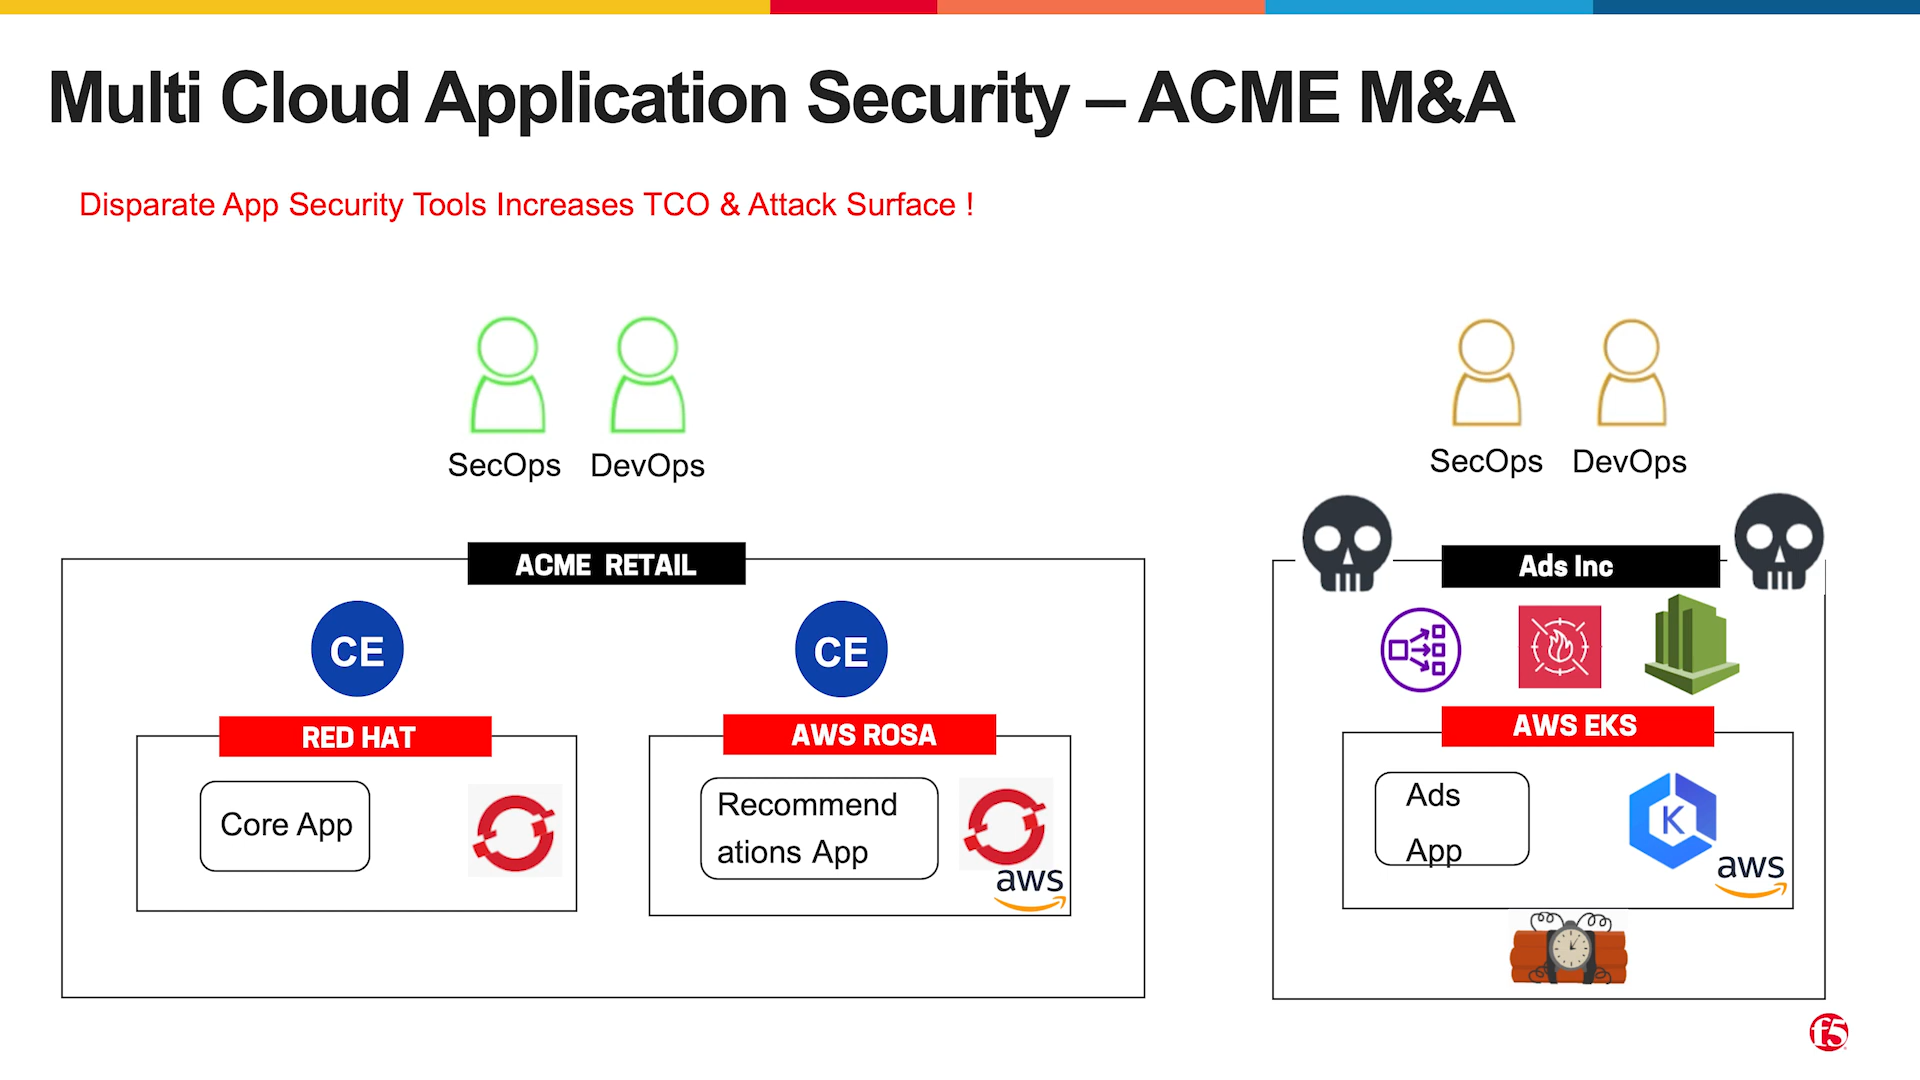 Multi Cloud Application Security – ACME M&A
Disparate App Security Tools Increases TCO & Attack Surface !
SecOps DevOps
SecOps DevOps
ACME RETAIL
Ads Inc
CE
CE
RED HAT
AWS ROSA
AWS EKS
Core App
Recommend
ations App
aws
Ads
App
K
aws
f5